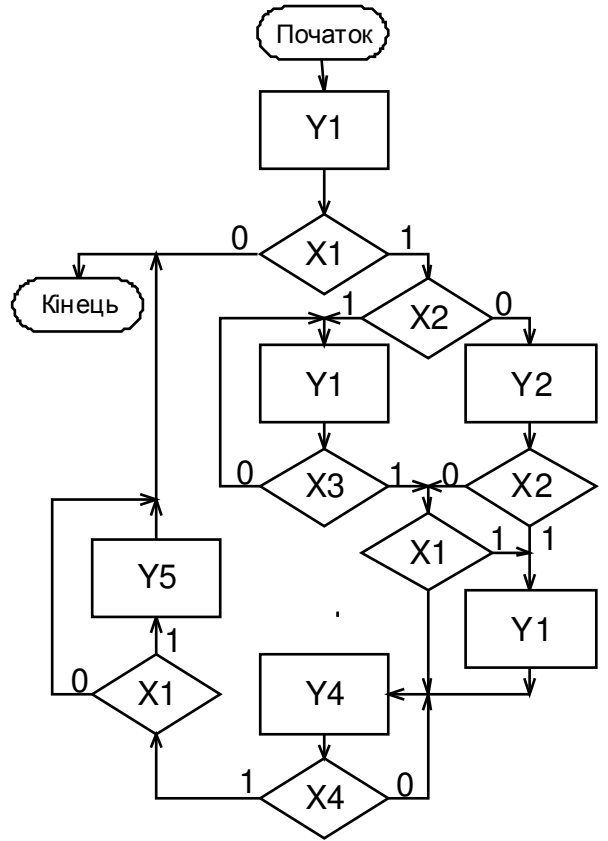 Початок
Y1
0 X1 1
Кінець
1 X2 0
Y1 Y2
0 X3 1 0 X2
X1 1 1
Y5
Y1
1
0 X1 Y4
1 X4 0